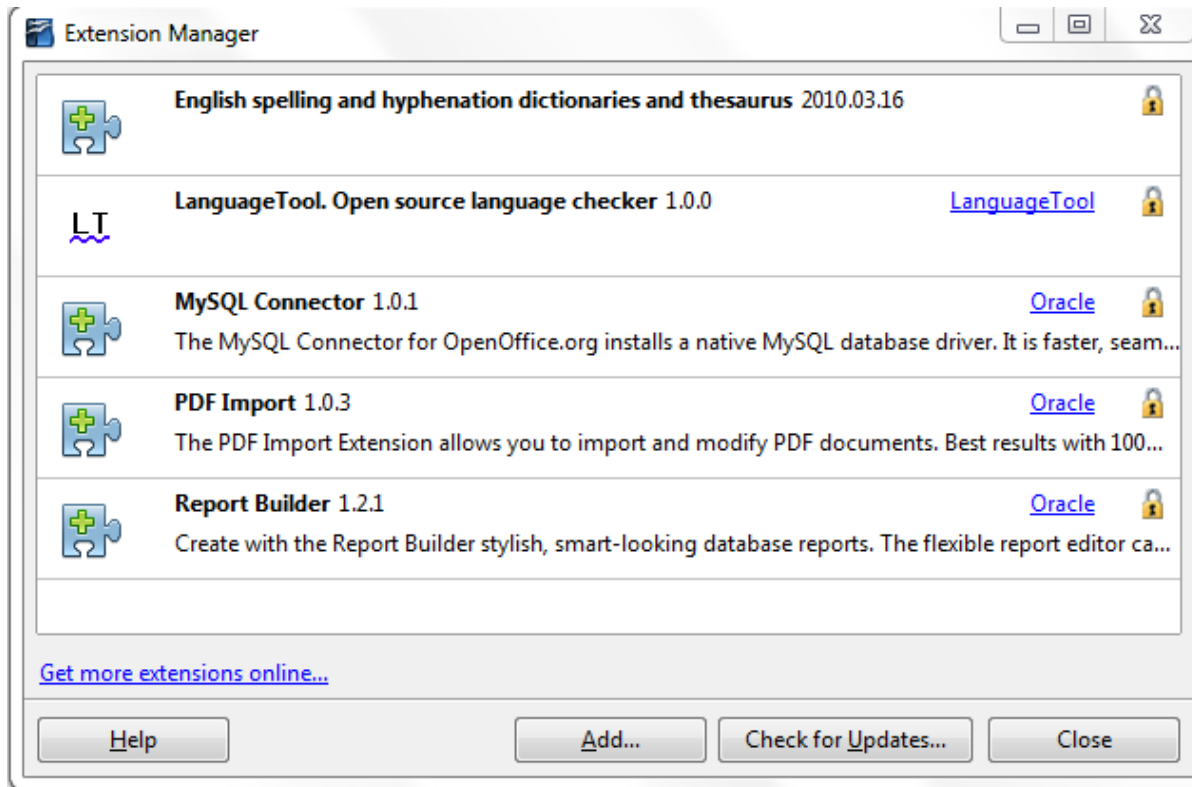 Extension Manager
English spelling and hyphenation dictionaries and thesaurus 2010.03.16
LT
LanguageTool. Open source language checker 1.0.0 LanguageTool
MySQL Connector 1.0.1 Oracle
The MySQL Connector for OpenOffice.org installs a native MySQL database driver. It is faster, seam...
PDF Import 1.0.3 Oracle
The PDF Import Extension allows you to import and modify PDF documents. Best results with 100...
Report Builder 1.2.1 Oracle
Create with the Report Builder stylish, smart-looking database reports. The flexible report editor ca...
Get more extensions online...
Help Add... Check for Updates... Close